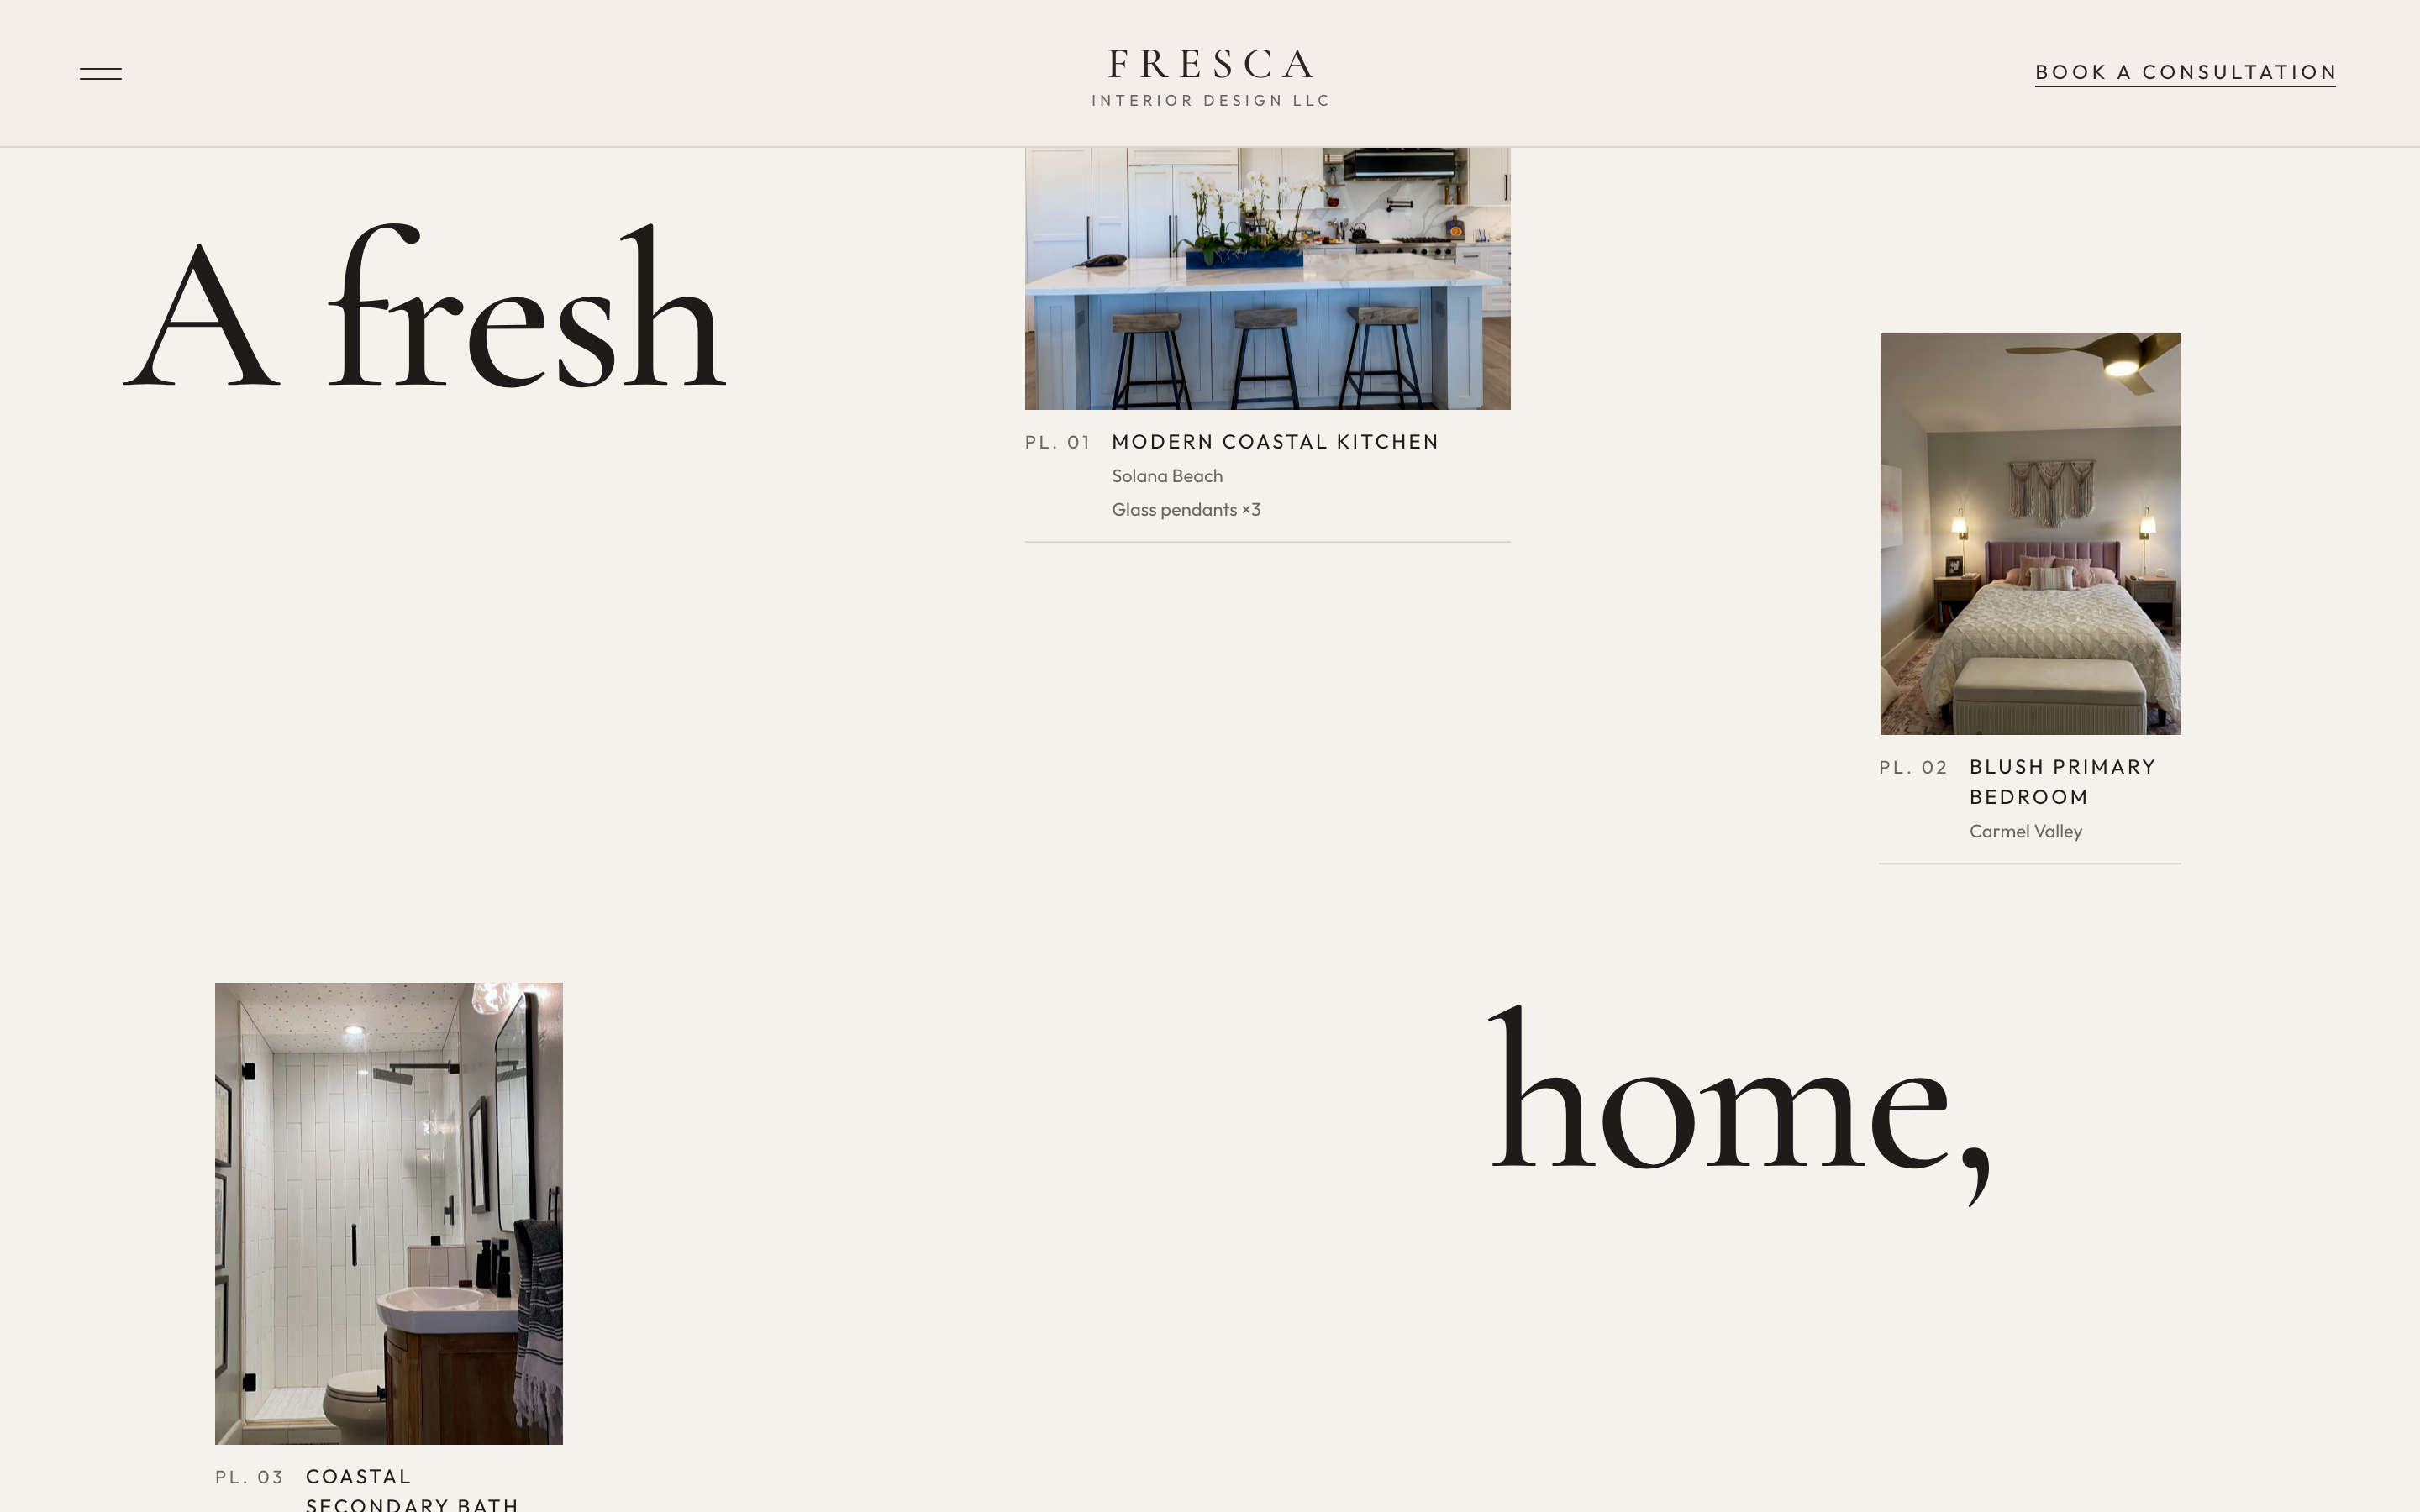 FRESCA
INTERIOR DESIGN LLC
BOOK A CONSULTATION
A fresh
PL. 01 MODERN COASTAL KITCHEN
Solana Beach
Glass pendants ×3
PL. 02 BLUSH PRIMARY
BEDROOM
Carmel Valley
home,
PL. 03 COASTAL
SECONDARY BATH